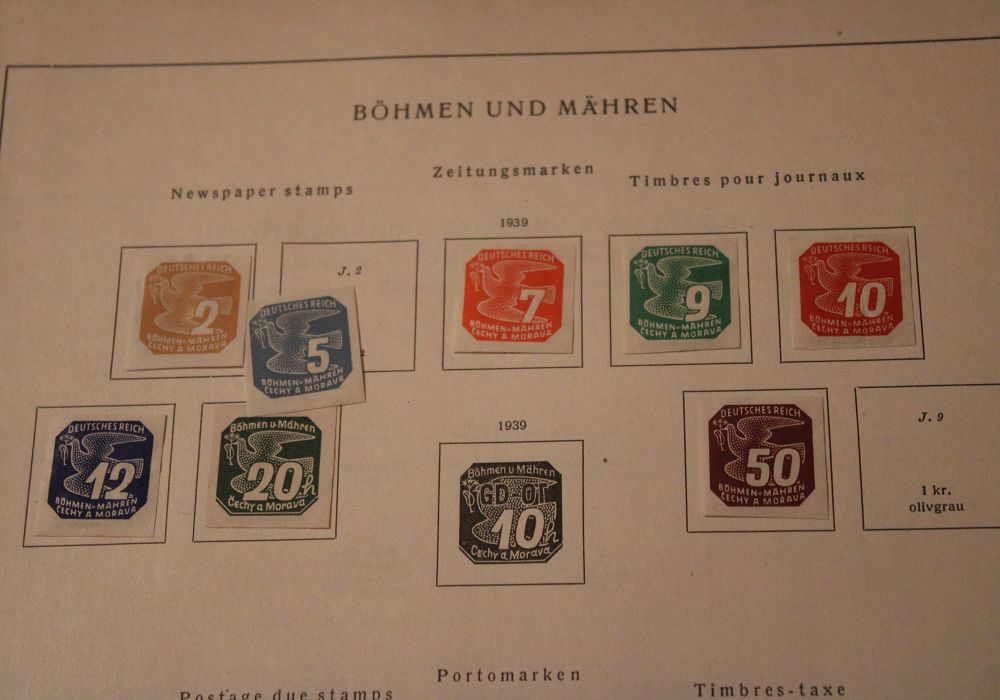 BÖHMEN UND MÄHREN
Newspaper stamps
Zeitungsmarken
Timbres pour journaux
1939
DEUTSCHES REICH
2
BÖHMEN-MÄHREN
ČECHY A MORAVA
J. 2
DEUTSCHES REICH
5
BÖHMEN-MÄHREN
ČECHY A MORAVA
DEUTSCHES REICH
7
BÖHMEN-MÄHREN
ČECHY A MORAVA
DEUTSCHES REICH
9
BÖHMEN-MÄHREN
ČECHY A MORAVA
DEUTSCHES REICH
10
BÖHMEN-MÄHREN
ČECHY A MORAVA
DEUTSCHES REICH
12
BÖHMEN-MÄHREN
ČECHY A MORAVA
Böhmen u. Mähren
20h
Čechy a Morava
1939
Böhmen u Mähren
GD-OT
10h
Čechy a Morava
DEUTSCHES REICH
50
BÖHMEN-MÄHREN
ČECHY A MORAVA
J. 9
1 kr.
olivgrau
Postage due stamps
Portomarken
Timbres-taxe